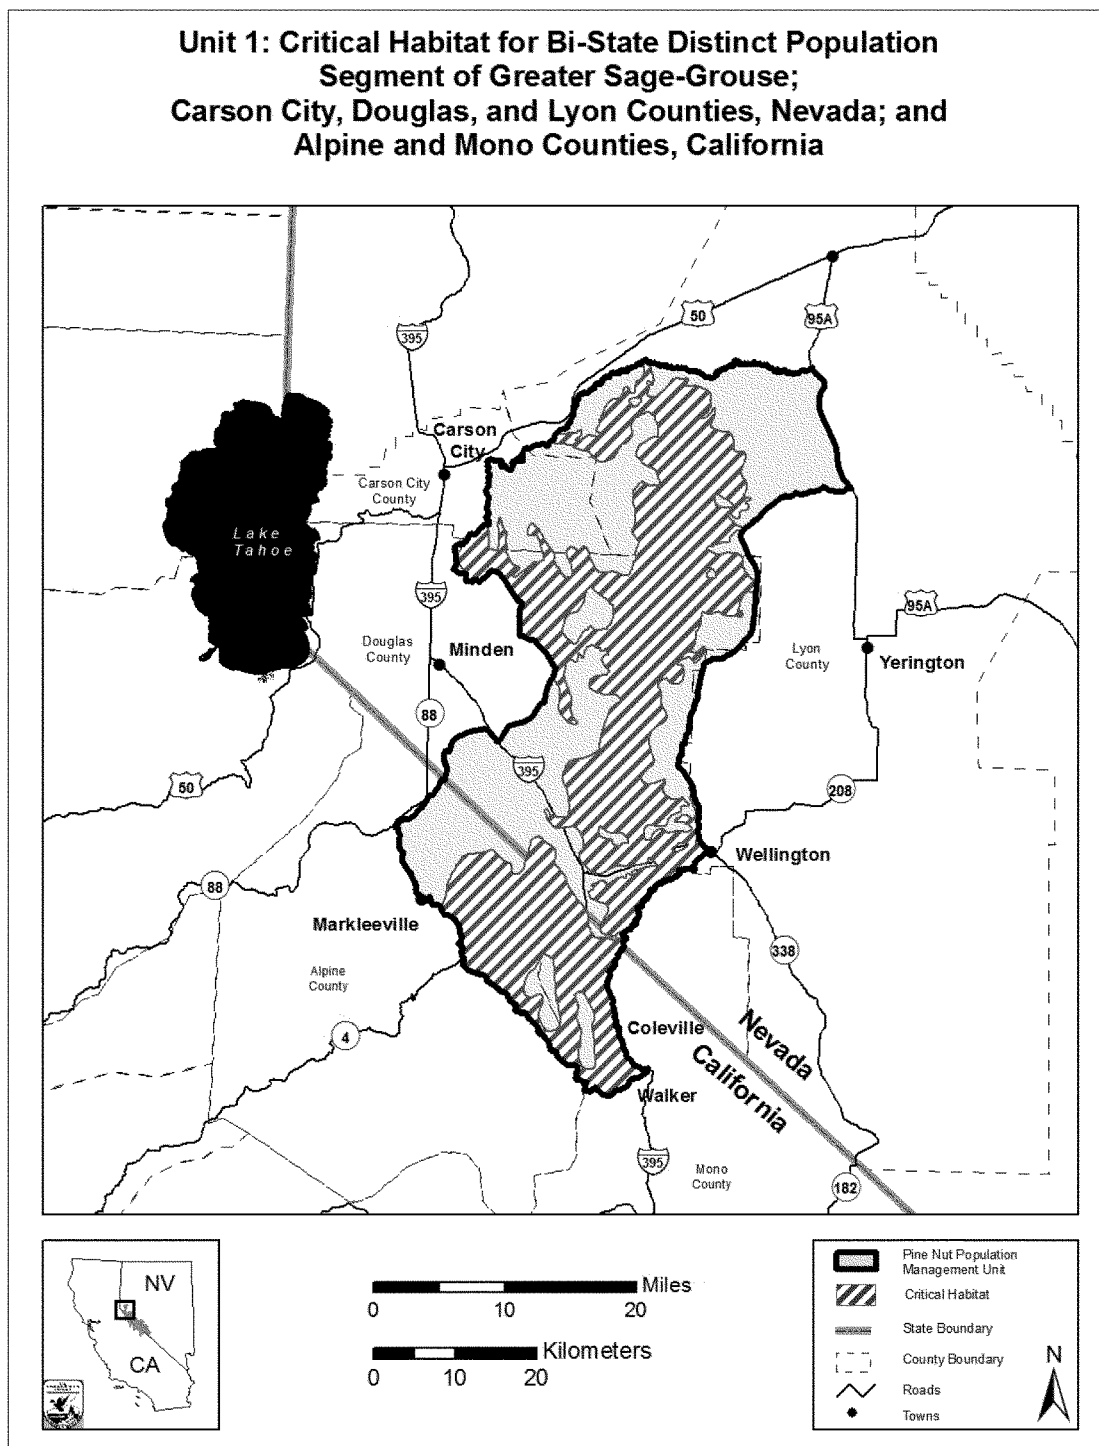 Unit 1: Critical Habitat for Bi-State Distinct Population
Segment of Greater Sage-Grouse;
Carson City, Douglas, and Lyon Counties, Nevada; and
Alpine and Mono Counties, California
50
95A
395
Carson
City
Carson City
County
Lake
Tahoe
395
95A
Douglas
County
Minden
Lyon
County
Yerington
88
395
50
208
Wellington
88
Markleeville
338
Alpine
County
Coleville
4
Nevada
California
Walker
395
Mono
County
182
NV
CA
Miles
0 10 20
Kilometers
0 10 20
Pine Nut Population
Management Unit
Critical Habitat
State Boundary
County Boundary
Roads
Towns
N